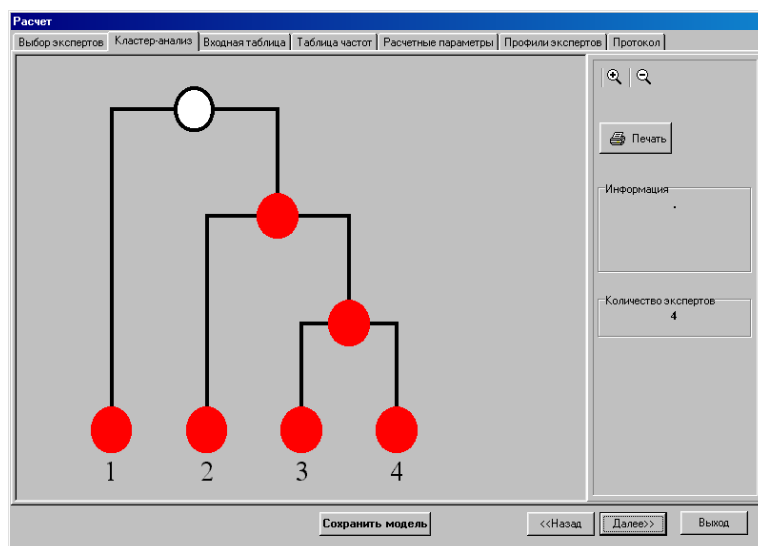 Расчет
Выбор экспертов Кластер-анализ Входная таблица Таблица частот Расчетные параметры Профили экспертов Протокол
Печать
Информация
.
Количество экспертов
4
1 2 3 4
Сохранить модель <<Назад Далее>> Выход